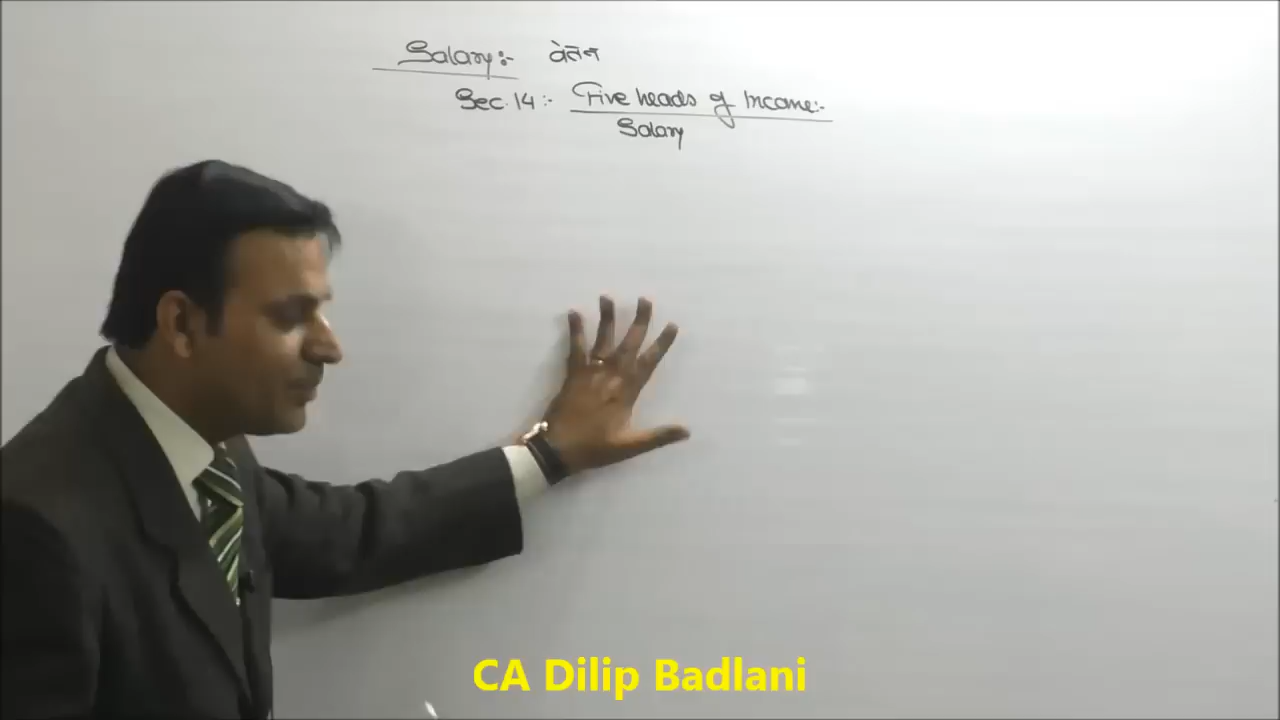 Salary:- वेतन
Sec. 14:- Five heads of Income:-
Salary
CA Dilip Badlani